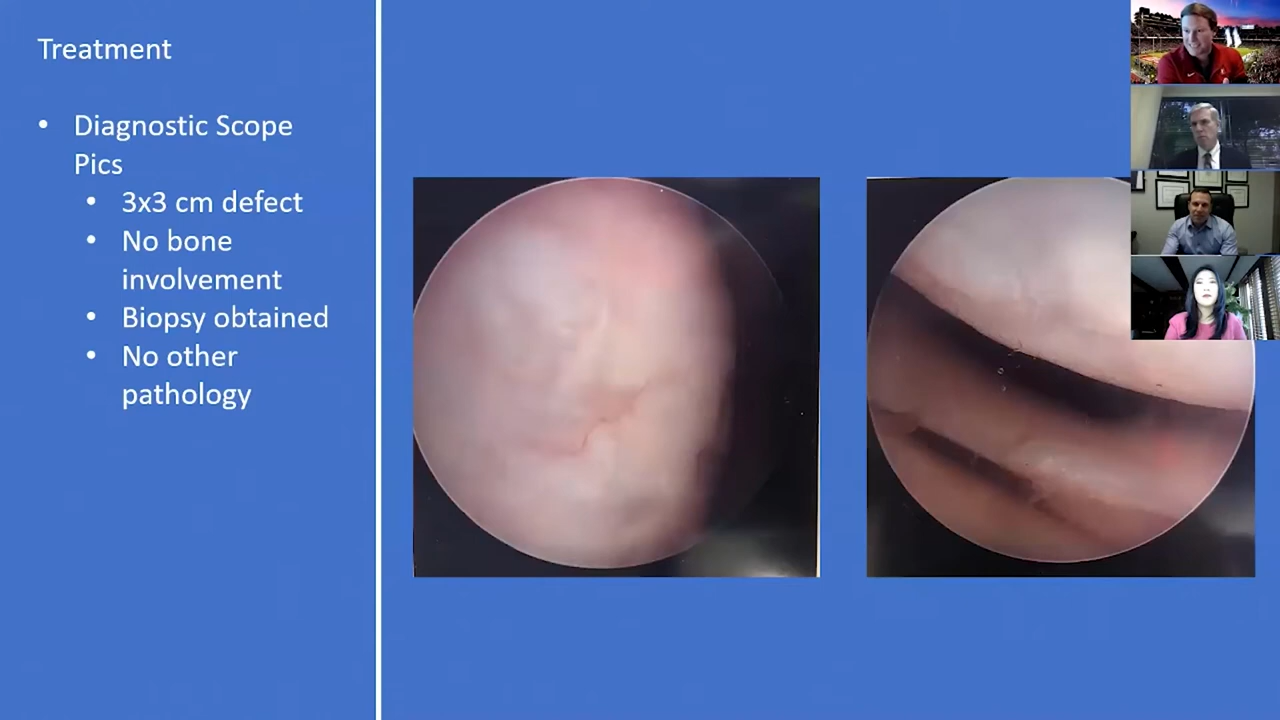 Treatment
• Diagnostic Scope
Pics
• 3x3 cm defect
• No bone
involvement
• Biopsy obtained
• No other
pathology